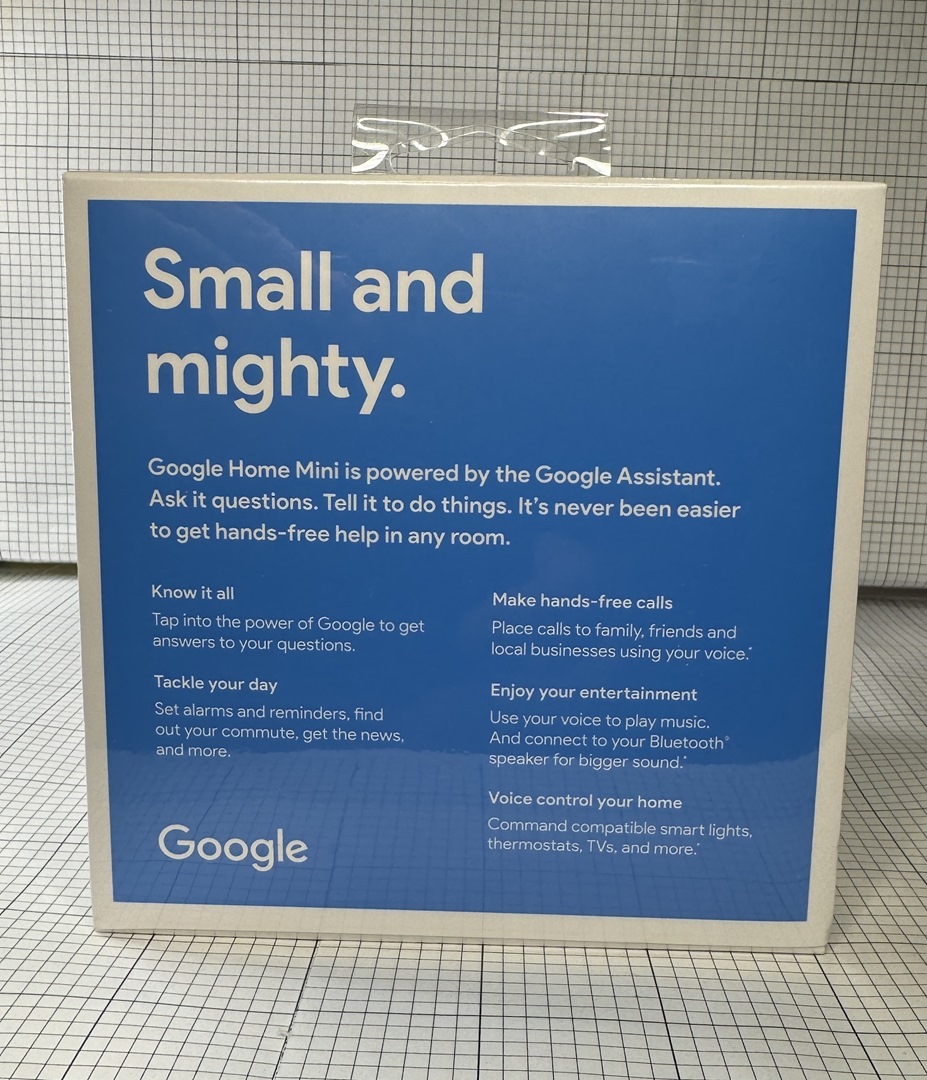 Small and
mighty.
Google Home Mini is powered by the Google Assistant.
Ask it questions. Tell it to do things. It's never been easier
to get hands-free help in any room.
Know it all
Tap into the power of Google to get
answers to your questions.
Tackle your day
Set alarms and reminders, find
out your commute, get the news,
and more.
Make hands-free calls
Place calls to family, friends and
local businesses using your voice.*
Enjoy your entertainment
Use your voice to play music.
And connect to your Bluetooth®
speaker for bigger sound.*
Voice control your home
Command compatible smart lights,
thermostats, TVs, and more.*
Google